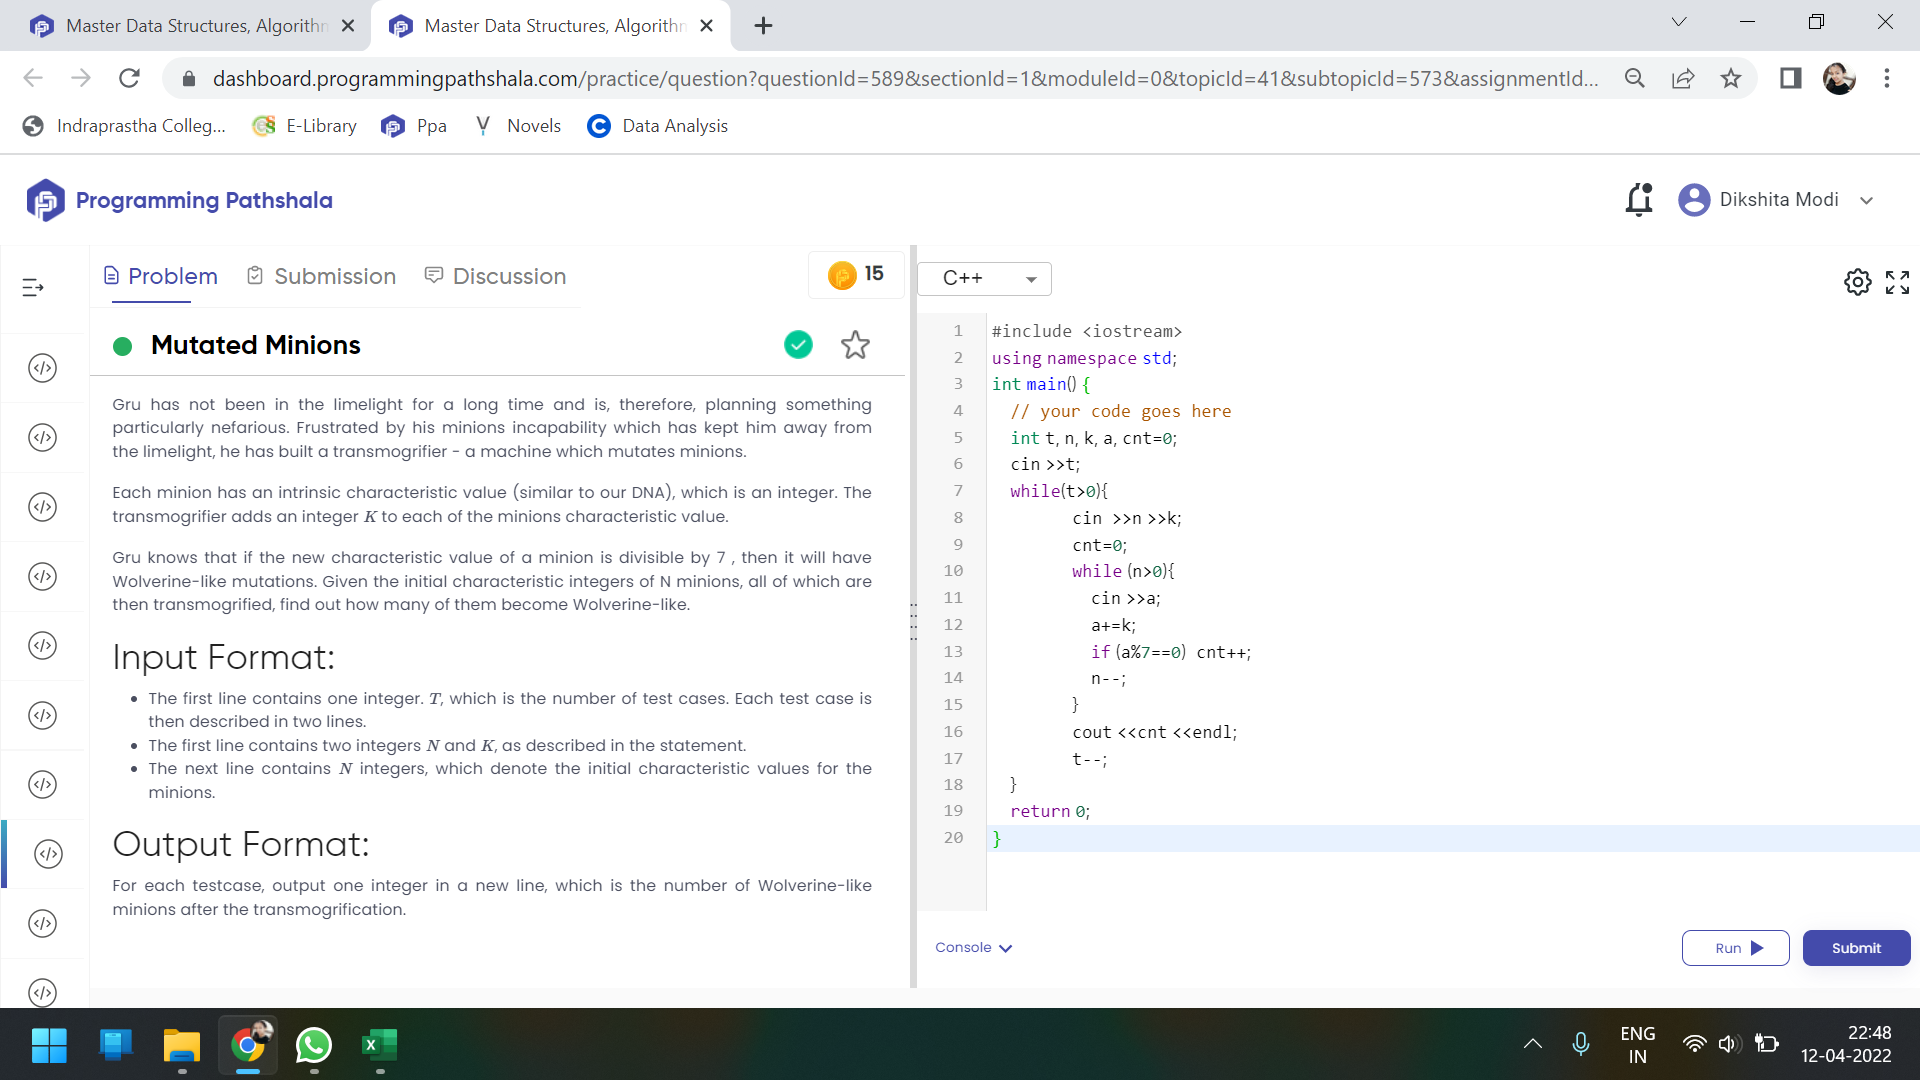 Master Data Structures, Algorithm
Master Data Structures, Algorithm
dashboard.programmingpathshala.com/practice/question?questionId=589&sectionId=1&moduleId=0&topicId=41&subtopicId=573&assignmentId...
Indraprastha Colleg...
E-Library
Ppa
Novels
Data Analysis
Programming Pathshala
Dikshita Modi
Problem
Submission
Discussion
15
C++
Mutated Minions
Gru has not been in the limelight for a long time and is, therefore, planning something
particularly nefarious. Frustrated by his minions incapability which has kept him away from
the limelight, he has built a transmogrifier - a machine which mutates minions.
Each minion has an intrinsic characteristic value (similar to our DNA), which is an integer. The
transmogrifier adds an integer K to each of the minions characteristic value.
Gru knows that if the new characteristic value of a minion is divisible by 7 , then it will have
Wolverine-like mutations. Given the initial characteristic integers of N minions, all of which are
then transmogrified, find out how many of them become Wolverine-like.
Input Format:
• The first line contains one integer. T, which is the number of test cases. Each test case is
then described in two lines.
• The first line contains two integers N and K, as described in the statement.
• The next line contains N integers, which denote the initial characteristic values for the
minions.
Output Format:
For each testcase, output one integer in a new line, which is the number of Wolverine-like
minions after the transmogrification.
1 #include <iostream>
2 using namespace std;
3 int main() {
4 // your code goes here
5 int t, n, k, a, cnt=0;
6 cin >>t;
7 while(t>0){
8 cin >>n >>k;
9 cnt=0;
10 while (n>0){
11 cin >>a;
12 a+=k;
13 if (a%7==0) cnt++;
14 n--;
15 }
16 cout <<cnt <<endl;
17 t--;
18 }
19 return 0;
20 }
Console
Run
Submit
ENG
IN
22:48
12-04-2022